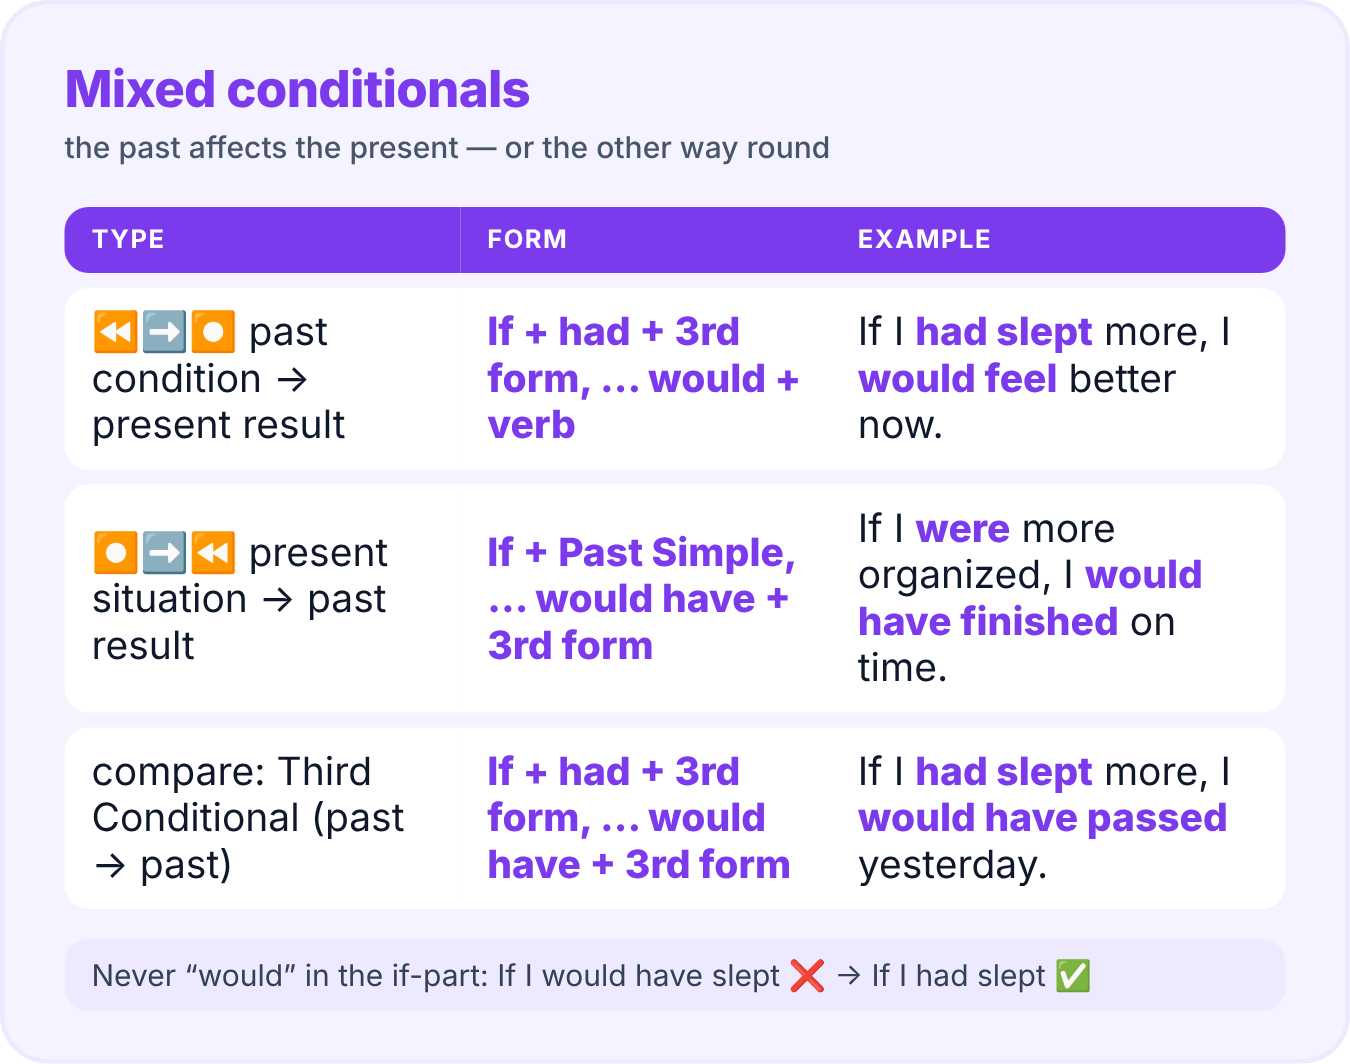 Mixed conditionals
the past affects the present — or the other way round
TYPE
FORM
EXAMPLE
⏪➡️⏺️ past
condition →
present result
If + had + 3rd
form, … would +
verb
If I had slept more, I
would feel better
now.
⏺️➡️⏪ present
situation → past
result
If + Past Simple,
… would have +
3rd form
If I were more
organized, I would
have finished on
time.
compare: Third
Conditional (past
→ past)
If + had + 3rd
form, … would
have + 3rd form
If I had slept more, I
would have passed
yesterday.
Never “would” in the if-part: If I would have slept ❌ → If I had slept ✅